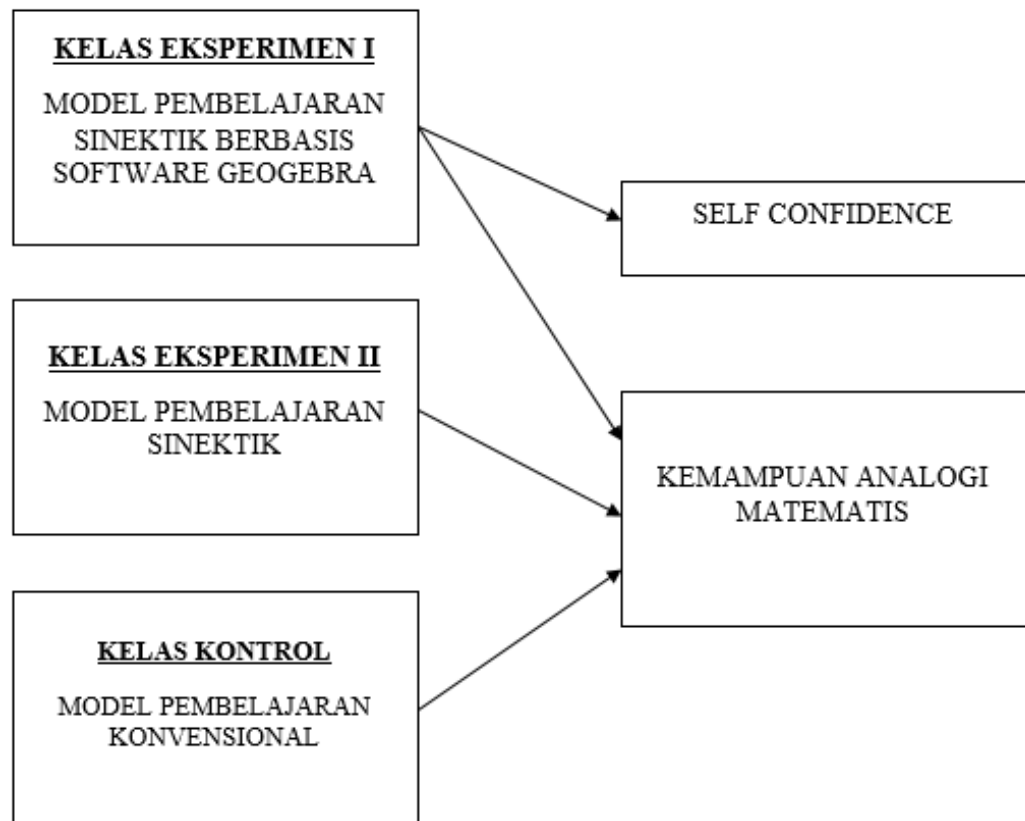 KELAS EKSPERIMEN I
MODEL PEMBELAJARAN
SINEKTIK BERBASIS
SOFTWARE GEOGEBRA
SELF CONFIDENCE
KELAS EKSPERIMEN II
MODEL PEMBELAJARAN
SINEKTIK
KEMAMPUAN ANALOGI
MATEMATIS
KELAS KONTROL
MODEL PEMBELAJARAN
KONVENSIONAL